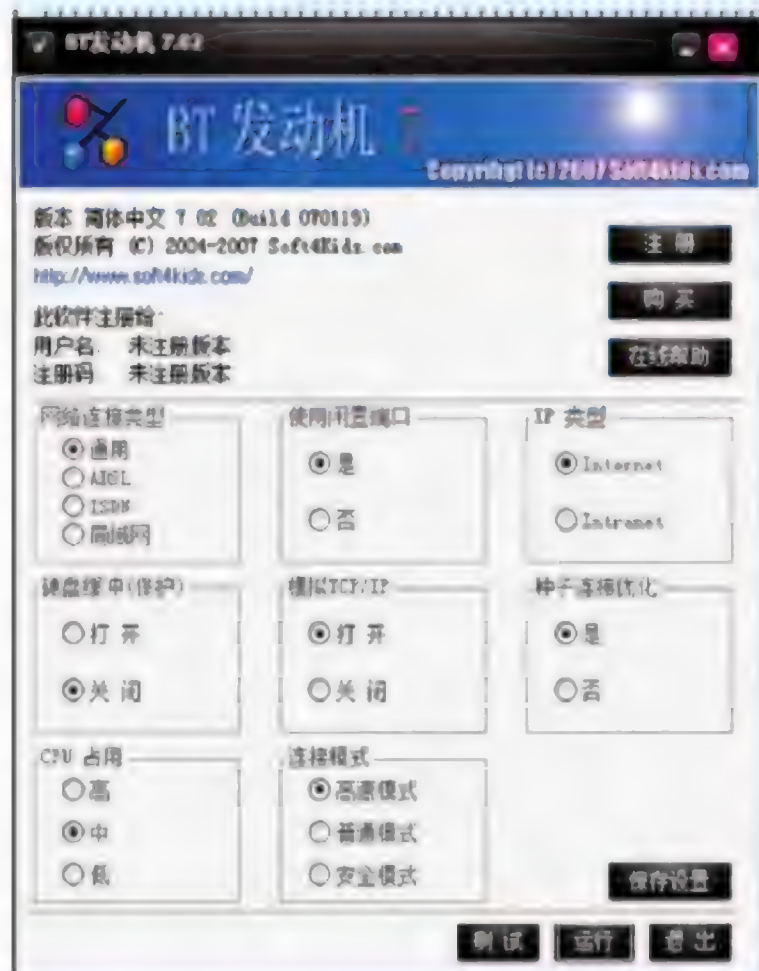 BT发动机 7.02
BT 发动机 7
Copyright (c) 2007 Soft4kids.com
版本 简体中文 7.02 (Build 070119)
版权所有 (C) 2004-2007 Soft4Kids.com
http://www.soft4kids.com/
注 册
购 买
在线帮助
此软件注册给:
用户名: 未注册版本
注册码: 未注册版本
网络连接类型
通用
ADSL
ISDN
局域网
使用闲置端口
是
否
IP 类型
Internet
Intranet
硬盘缓冲(保护)
打 开
关 闭
模拟TCP/IP
打 开
关 闭
种子连接优化
是
否
CPU 占用
高
中
低
连接模式
高速模式
普通模式
安全模式
保存设置
测 试
运行
退 出